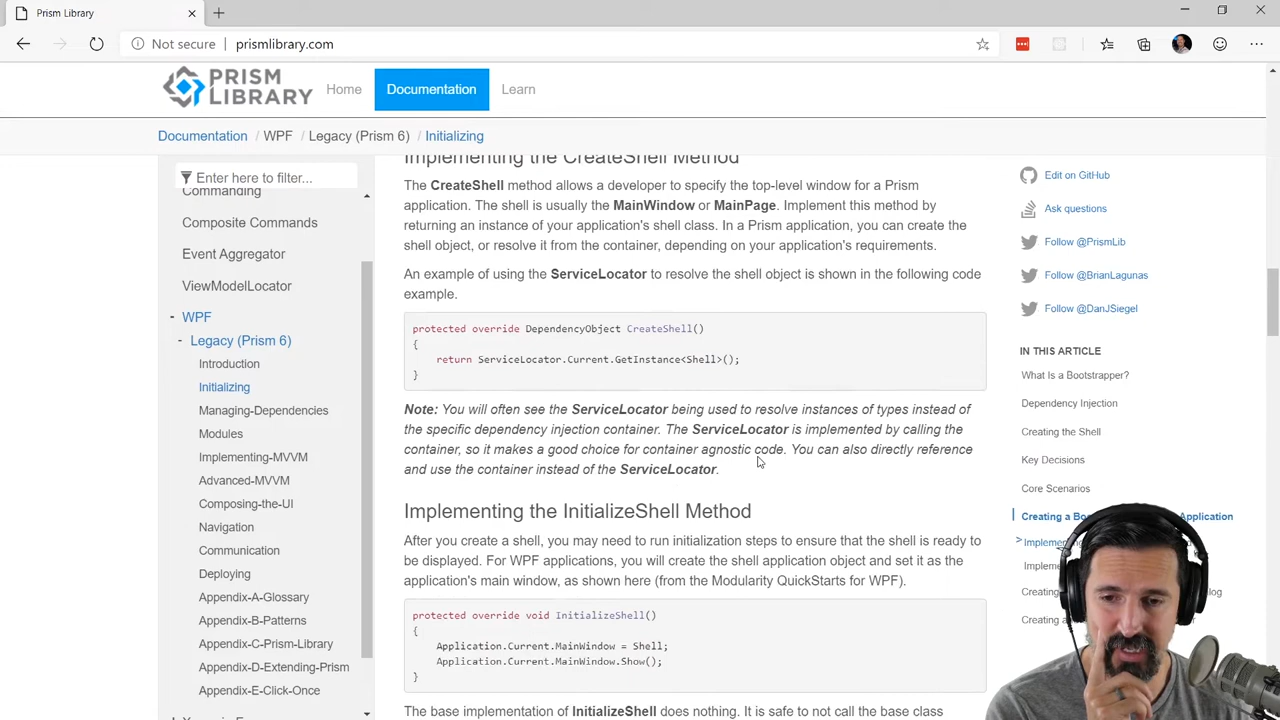 Prism Library
Not secure
prismlibrary.com
PRISM
LIBRARY
Home
Documentation
Learn
Documentation / WPF / Legacy (Prism 6) / Initializing
Enter here to filter...
Commanding
Composite Commands
Event Aggregator
ViewModelLocator
- WPF
- Legacy (Prism 6)
Introduction
Initializing
Managing-Dependencies
Modules
Implementing-MVVM
Advanced-MVVM
Composing-the-UI
Navigation
Communication
Deploying
Appendix-A-Glossary
Appendix-B-Patterns
Appendix-C-Prism-Library
Appendix-D-Extending-Prism
Appendix-E-Click-Once
Implementing the CreateShell Method
The CreateShell method allows a developer to specify the top-level window for a Prism
application. The shell is usually the MainWindow or MainPage. Implement this method by
returning an instance of your application's shell class. In a Prism application, you can create the
shell object, or resolve it from the container, depending on your application's requirements.
An example of using the ServiceLocator to resolve the shell object is shown in the following code
example.
protected override DependencyObject CreateShell()
{
return ServiceLocator.Current.GetInstance<Shell>();
}
Note: You will often see the ServiceLocator being used to resolve instances of types instead of
the specific dependency injection container. The ServiceLocator is implemented by calling the
container, so it makes a good choice for container agnostic code. You can also directly reference
and use the container instead of the ServiceLocator.
Implementing the InitializeShell Method
After you create a shell, you may need to run initialization steps to ensure that the shell is ready to
be displayed. For WPF applications, you will create the shell application object and set it as the
application's main window, as shown here (from the Modularity QuickStarts for WPF).
protected override void InitializeShell()
{
Application.Current.MainWindow = Shell;
Application.Current.MainWindow.Show();
}
The base implementation of InitializeShell does nothing. It is safe to not call the base class
Edit on GitHub
Ask questions
Follow @PrismLib
Follow @BrianLagunas
Follow @DanJSiegel
IN THIS ARTICLE
What Is a Bootstrapper?
Dependency Injection
Creating the Shell
Key Decisions
Core Scenarios
Creating a Application